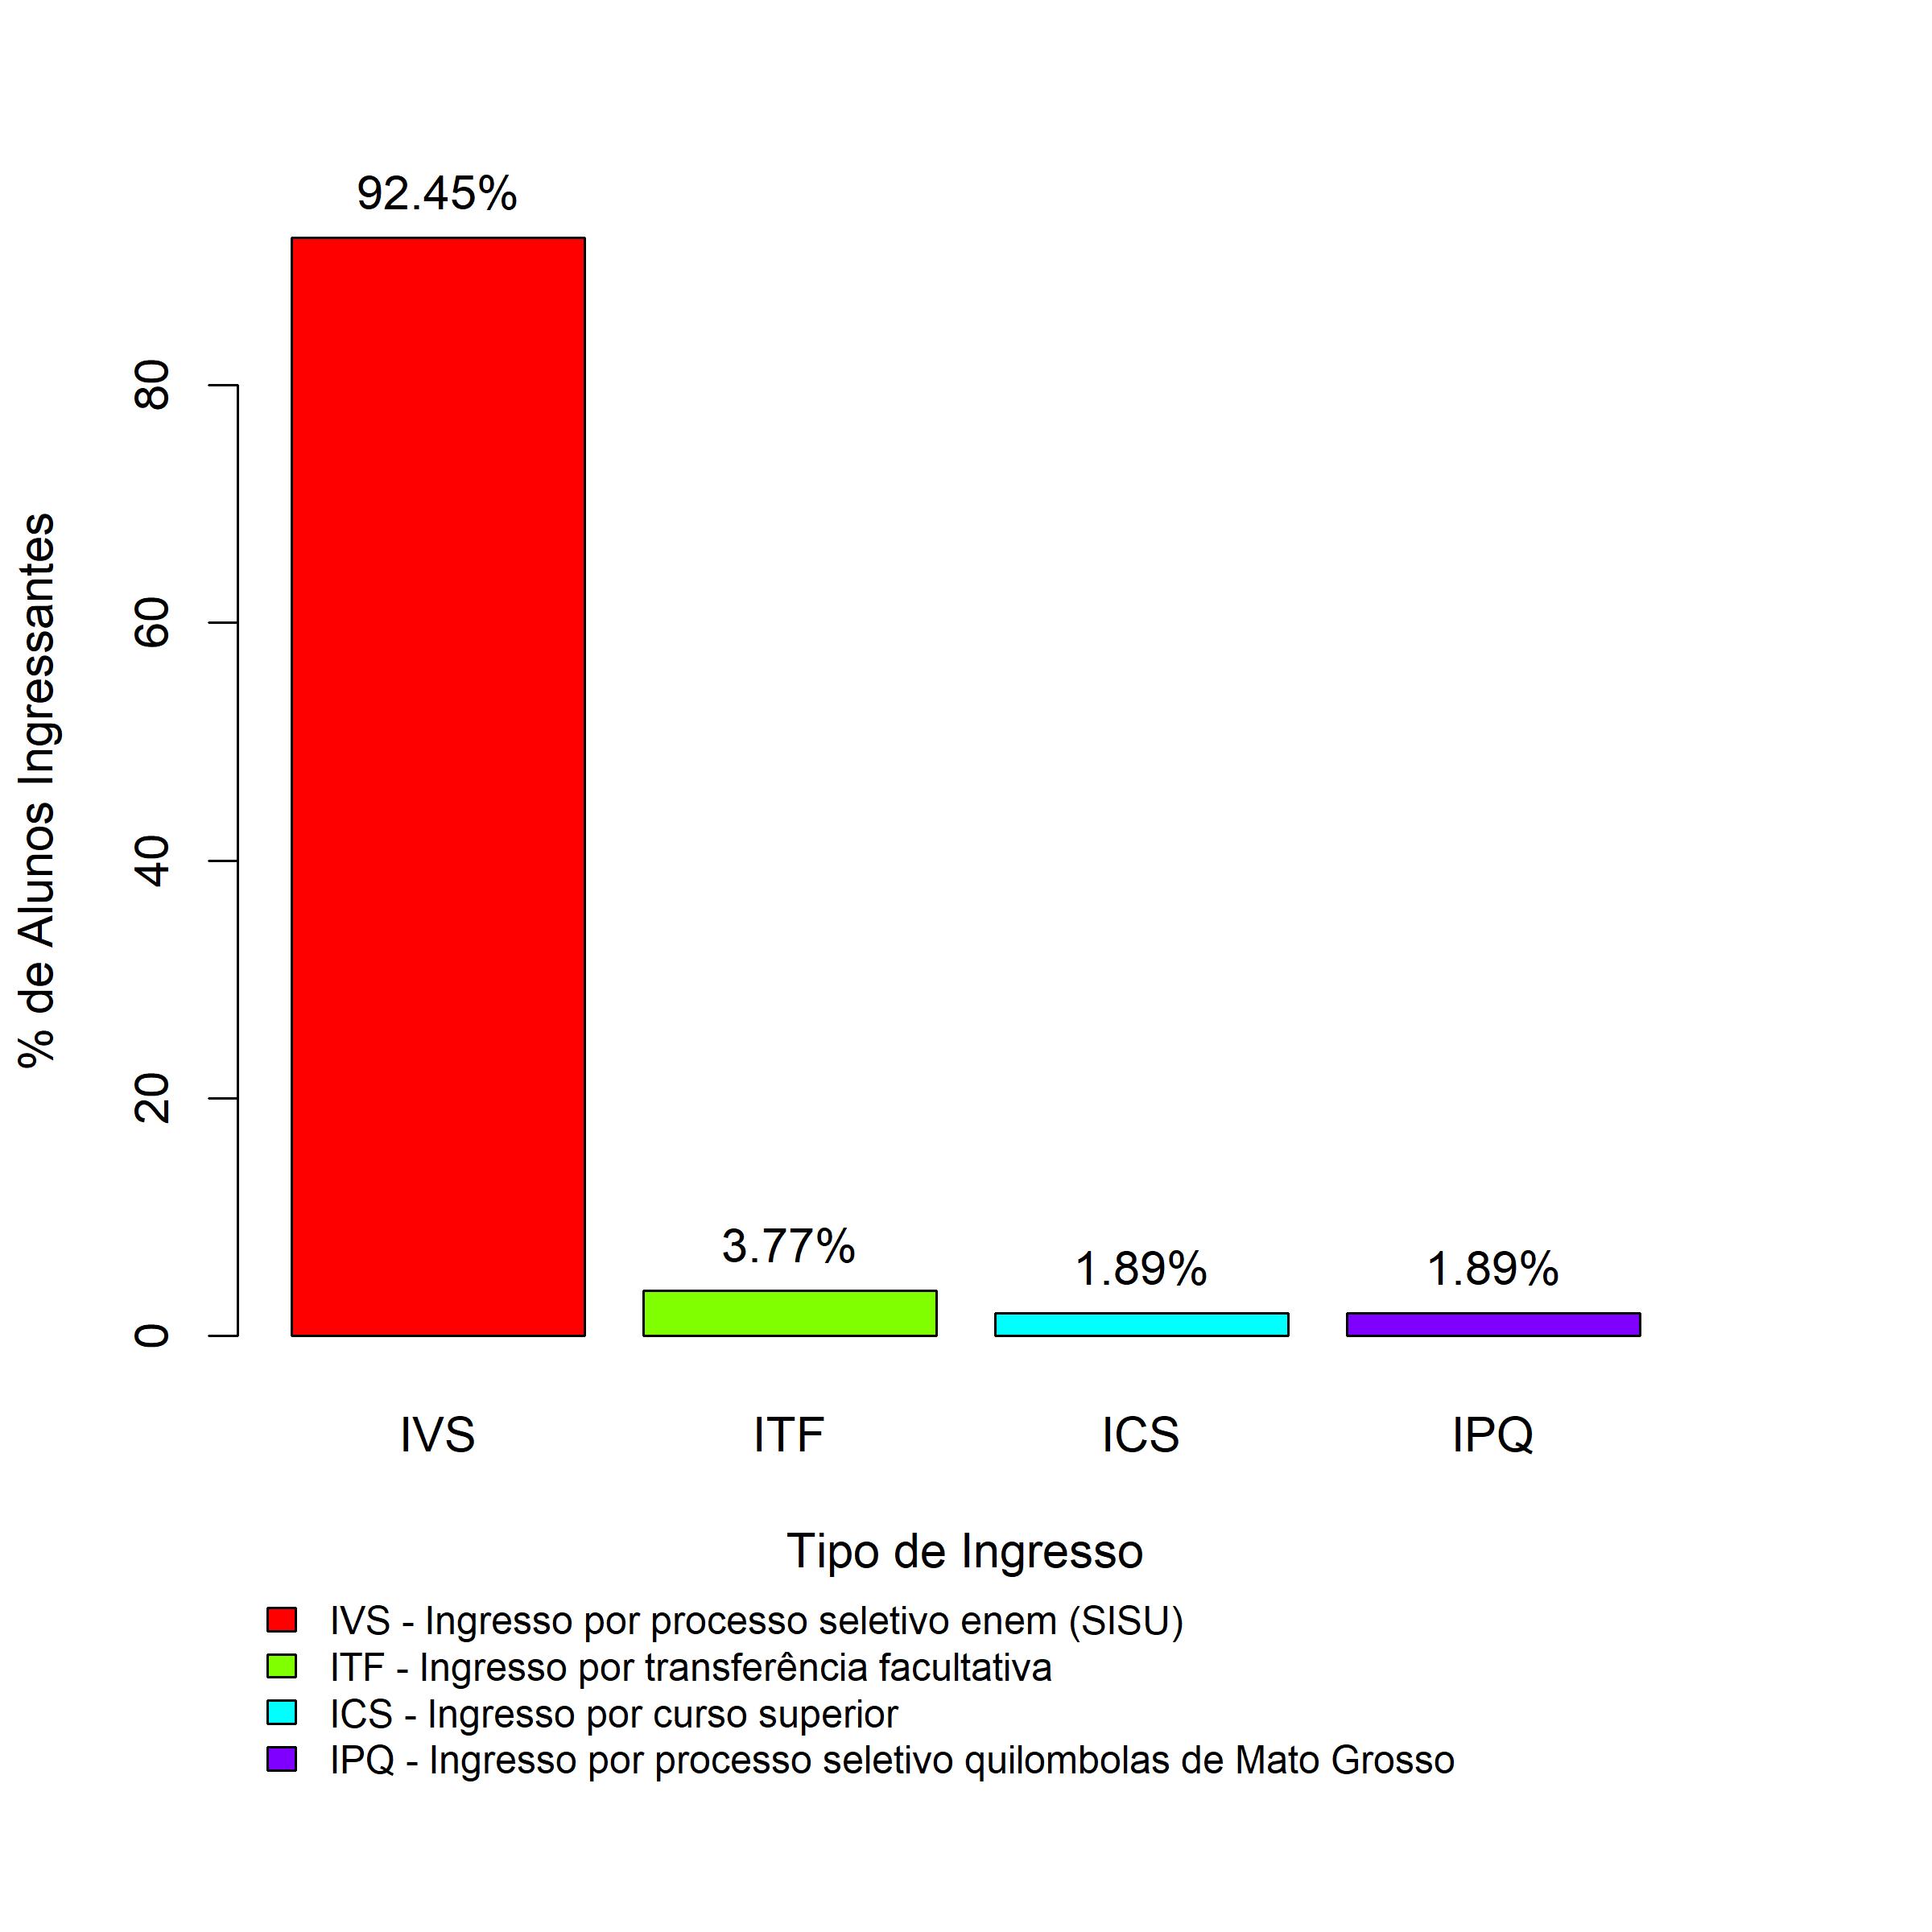 92.45%
3.77%
1.89%
1.89%
80
60
40
20
0
% de Alunos Ingressantes
IVS
ITF
ICS
IPQ
Tipo de Ingresso
IVS - Ingresso por processo seletivo enem (SISU)
ITF - Ingresso por transferência facultativa
ICS - Ingresso por curso superior
IPQ - Ingresso por processo seletivo quilombolas de Mato Grosso